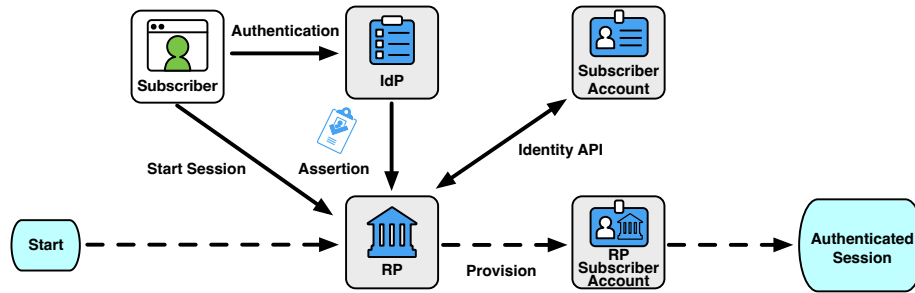 Authentication
Subscriber
IdP
Subscriber
Account
Start Session
Assertion
Identity API
Start
RP
Provision
RP
Subscriber
Account
Authenticated
Session